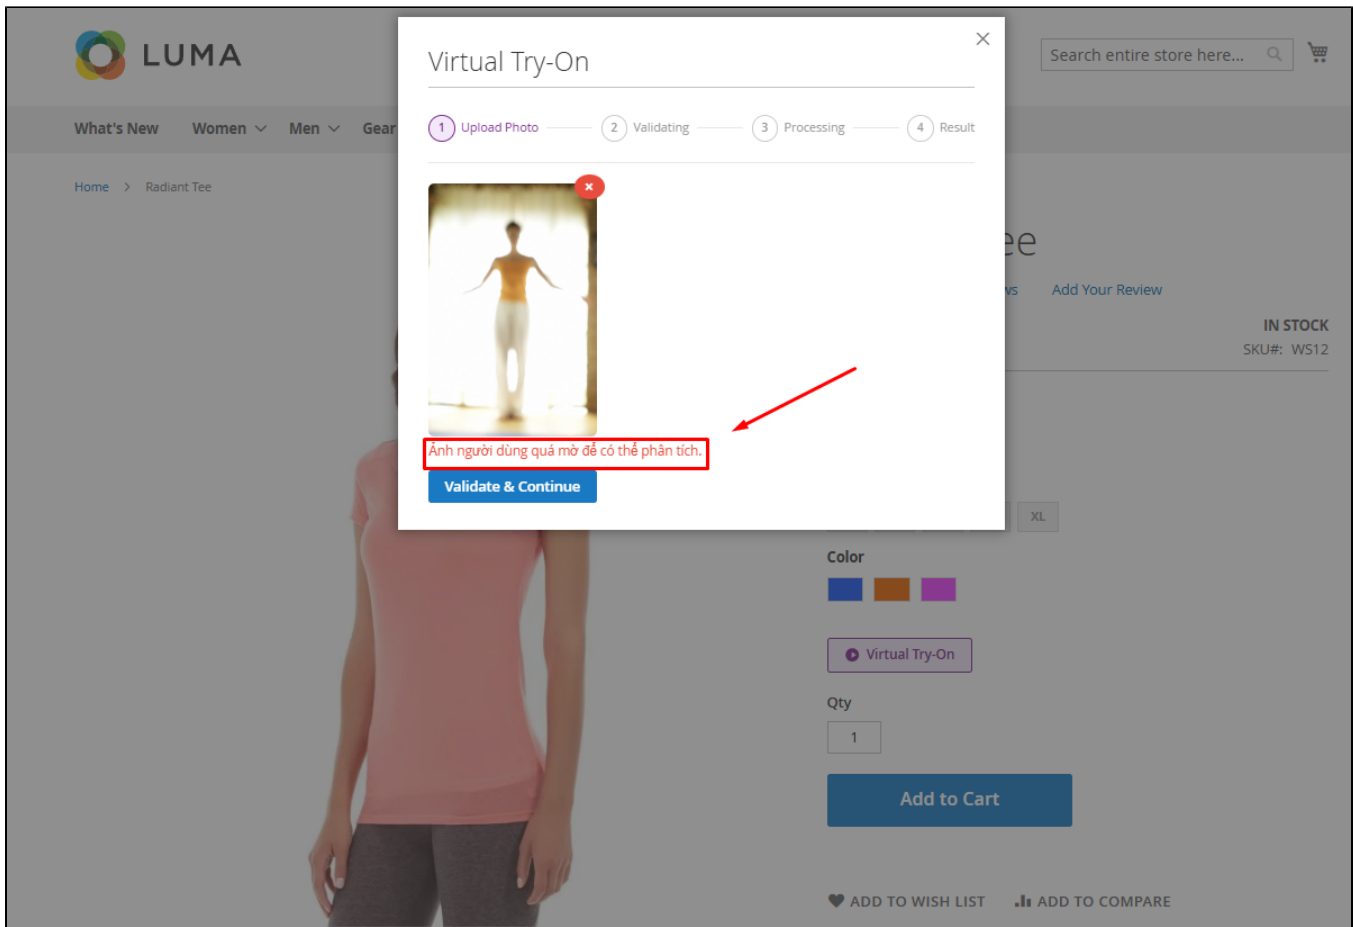 LUMA
Search entire store here...
What's New Women Men Gear
Home > Radiant Tee
Virtual Try-On
1 Upload Photo 2 Validating 3 Processing 4 Result
Ảnh người dùng quá mờ để có thể phân tích.
Validate & Continue
ee
ws Add Your Review
IN STOCK
SKU#: WS12
XL
Color
Virtual Try-On
Qty
1
Add to Cart
ADD TO WISH LIST ADD TO COMPARE